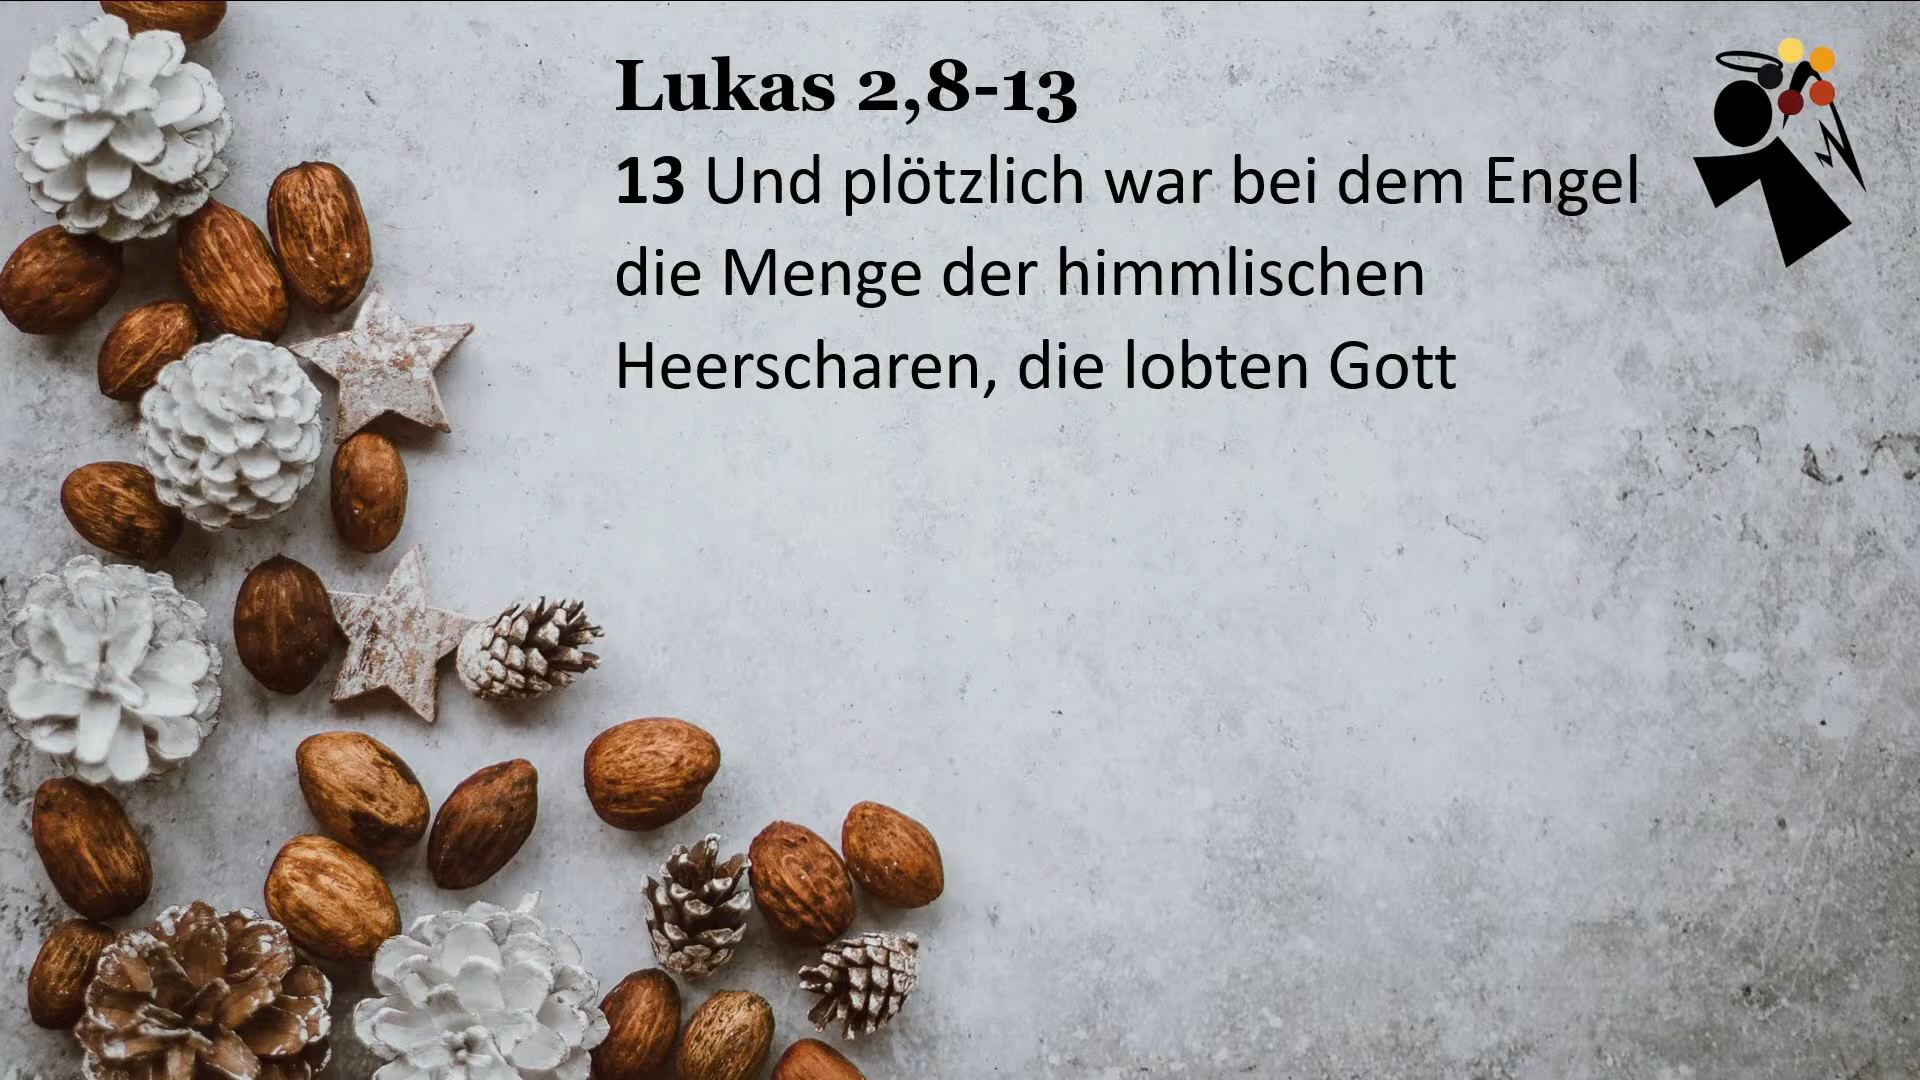 Lukas 2,8-13
13 Und plötzlich war bei dem Engel
die Menge der himmlischen
Heerscharen, die lobten Gott